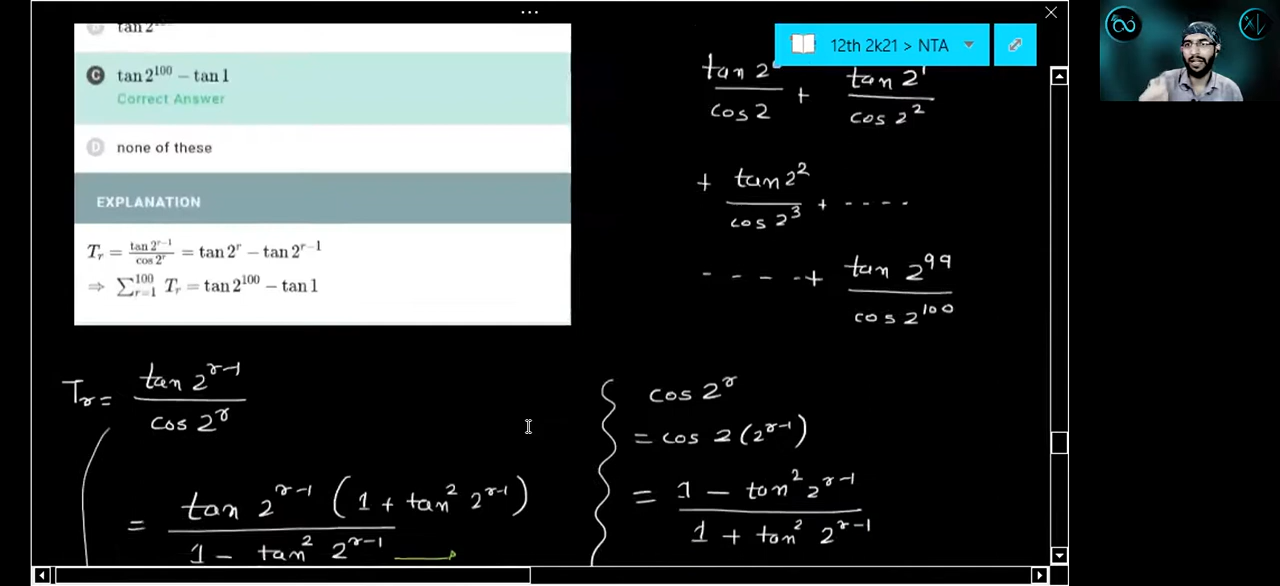 12th 2k21 > NTA
tan 2
C tan 2^100 − tan 1
Correct Answer
D none of these
EXPLANATION
T_r = tan 2^(r−1) / cos 2^r = tan 2^r − tan 2^(r−1)
⇒ ∑_(r=1)^100 T_r = tan 2^100 − tan 1
tan 2 / cos 2 + tan 2^1 / cos 2^2
+ tan 2^2 / cos 2^3 + ----
- - - - + tan 2^99 / cos 2^100
T_r = tan 2^(r−1) / cos 2^r
= tan 2^(r−1) (1 + tan^2 2^(r−1)) / 1 − tan^2 2^(r−1)
cos 2^r
= cos 2 (2^(r−1))
= 1 − tan^2 2^(r−1) / 1 + tan^2 2^(r−1)